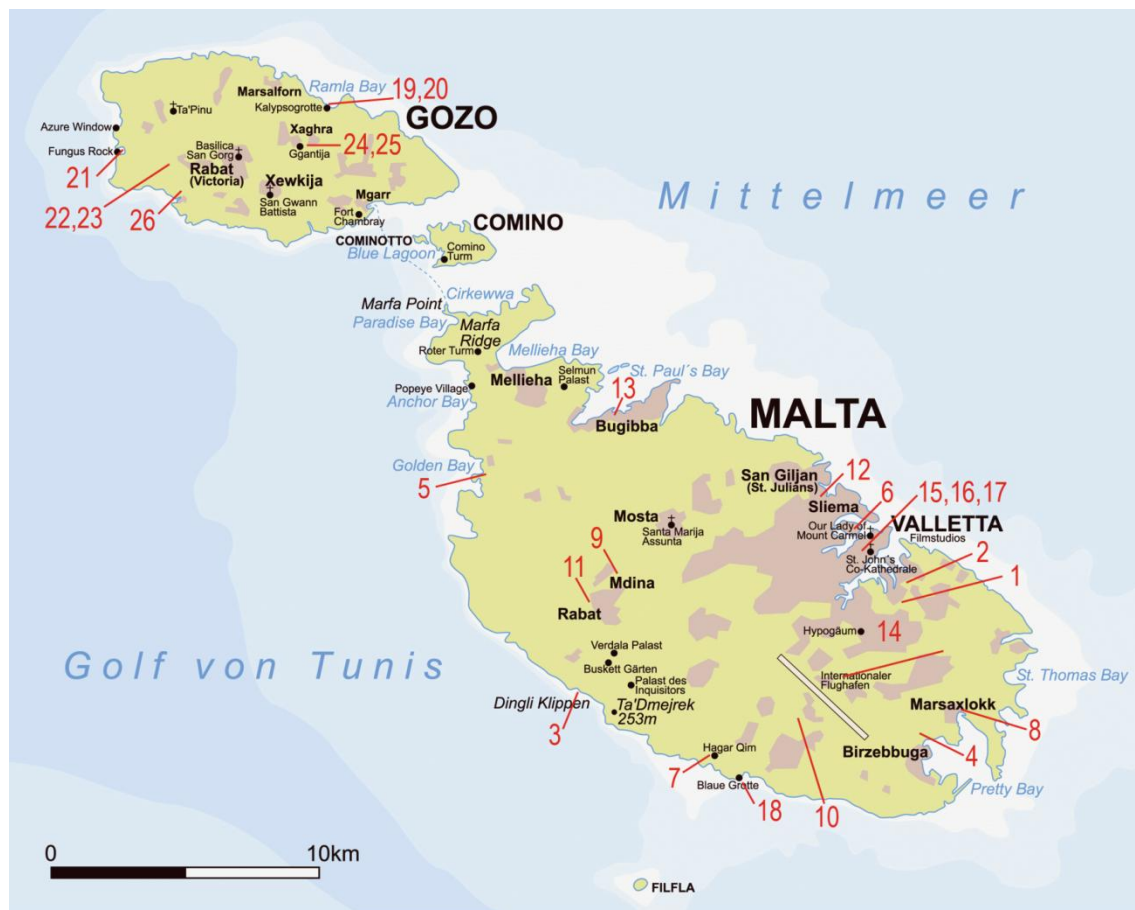 Marsalforn
Ramla Bay
19,20
Ta'Pinu
Kalypsogrotte
GOZO
Azure Window
Xaghra
Basilica
San Gorg
Ggantija
24,25
Fungus Rock
Rabat
(Victoria)
21
Xewkija
Mgarr
22,23
26
San Gwann
Battista
Fort
Chambray
Mittelmeer
COMINO
COMINOTTO
Blue Lagoon
Comino
Turm
Cirkewwa
Marfa Point
Paradise Bay
Marfa
Ridge
Roter Turm
Mellieha Bay
St. Paul´s Bay
Mellieha
Selmun
Palast
Popeye Village
Anchor Bay
13
Bugibba
MALTA
Golden Bay
5
San Giljan
(St. Julians)
12
6
15,16,17
Sliema
Mosta
Santa Marija
Assunta
Our Lady of
Mount Carmel
VALLETTA
Filmstudios
St. John´s
Co-Kathedrale
2
9
1
11
Mdina
Rabat
Hypogäum
14
Golf von Tunis
Verdala Palast
Buskett Gärten
Palast des
Inquisitors
Internationaler
Flughafen
St. Thomas Bay
Dingli Klippen
Ta'Dmejrek
253m
3
Marsaxlokk
8
4
Hagar Qim
7
Birzebbuga
Blaue Grotte
18
10
Pretty Bay
0
10km
FILFLA